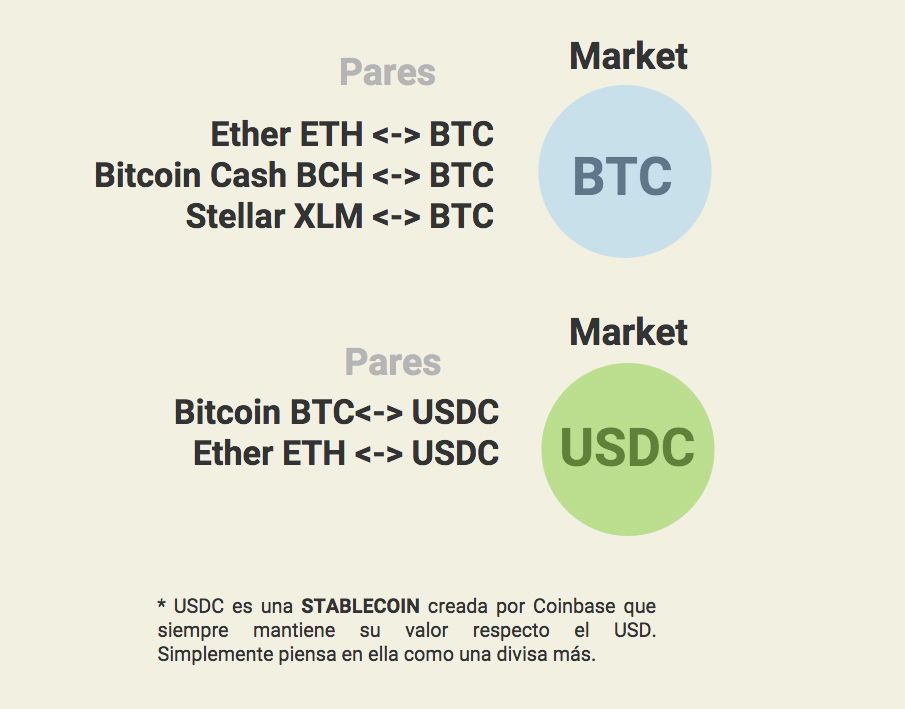 Market
Pares
Ether ETH <-> BTC
Bitcoin Cash BCH <-> BTC
Stellar XLM <-> BTC
BTC
Market
Pares
Bitcoin BTC<-> USDC
Ether ETH <-> USDC
USDC
* USDC es una STABLECOIN creada por Coinbase que
siempre mantiene su valor respecto el USD.
Simplemente piensa en ella como una divisa más.